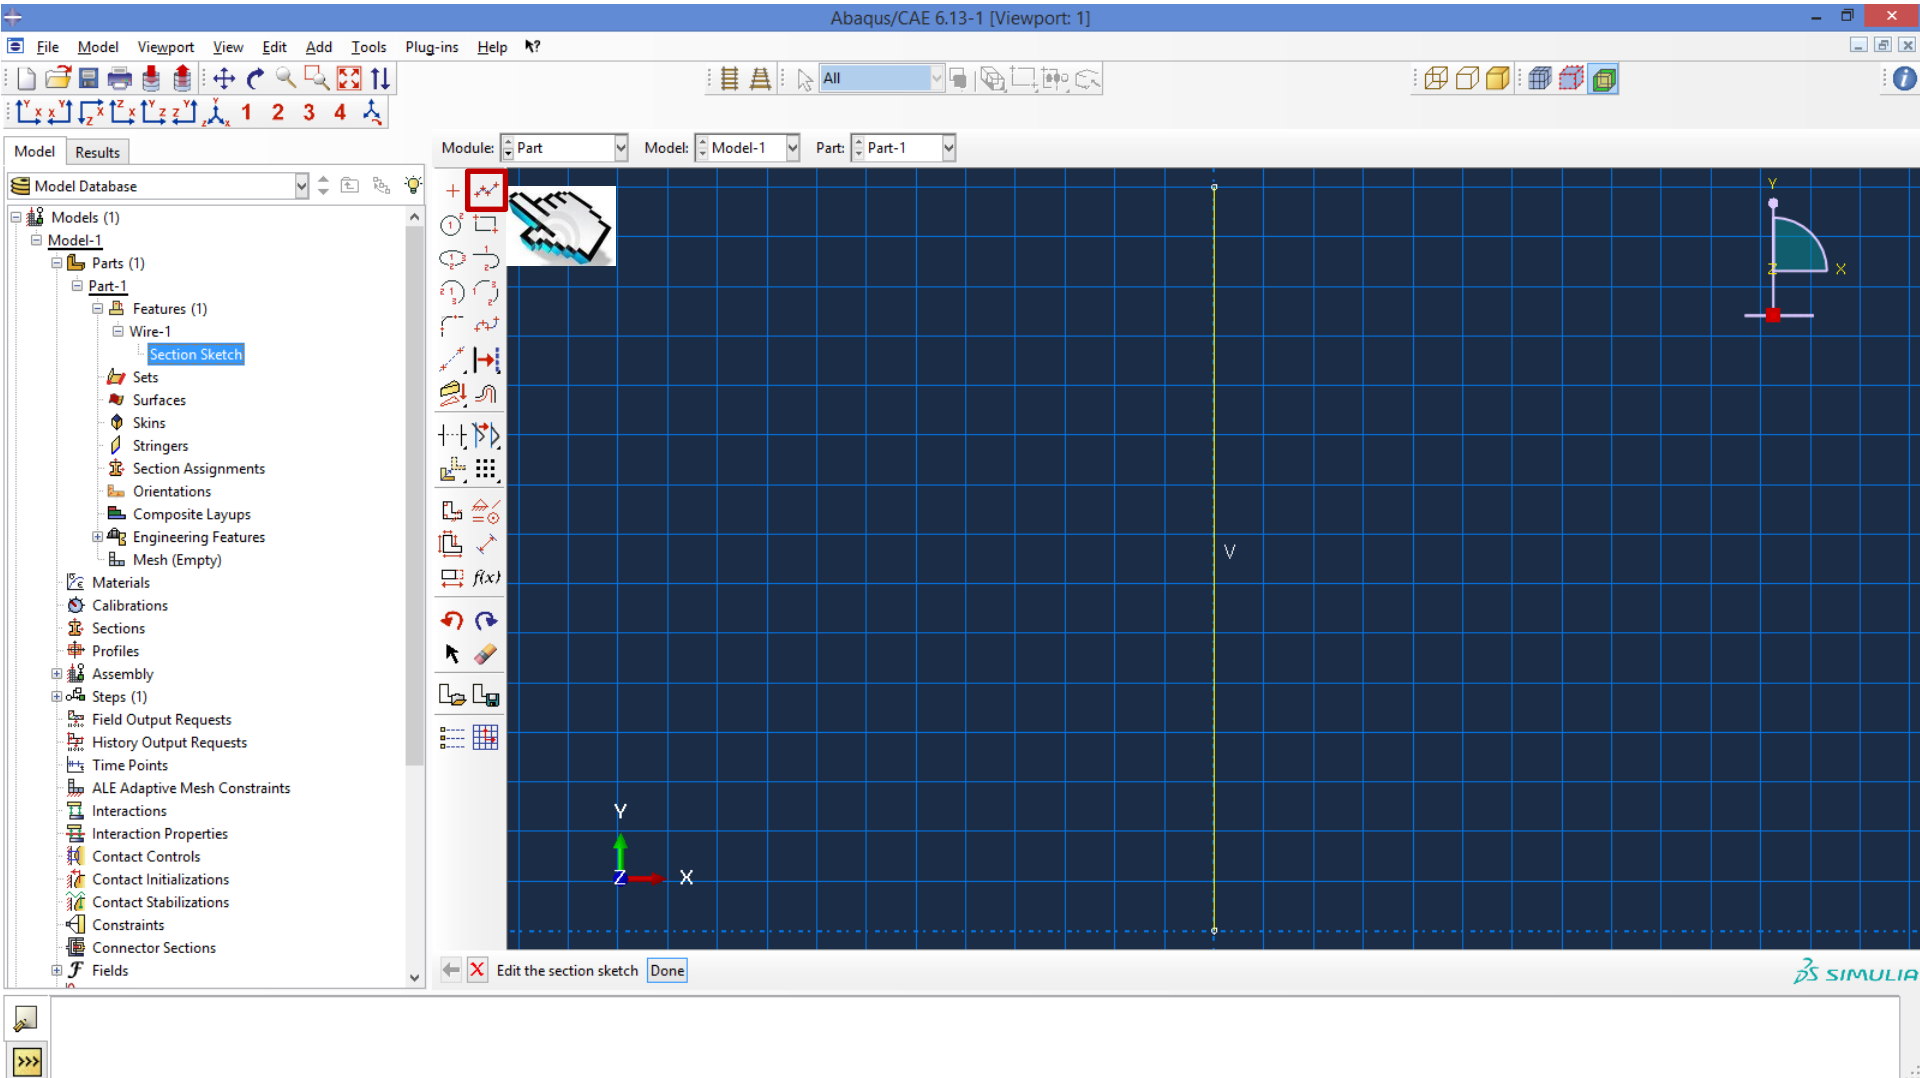 Abaqus/CAE 6.13-1 [Viewport: 1]
File Model Viewport View Edit Add Tools Plug-ins Help
All
1 2 3 4
Model Results
Module: Part Model: Model-1 Part: Part-1
Model Database
Models (1)
Model-1
Parts (1)
Part-1
Features (1)
Wire-1
Section Sketch
Sets
Surfaces
Skins
Stringers
Section Assignments
Orientations
Composite Layups
Engineering Features
Mesh (Empty)
Materials
Calibrations
Sections
Profiles
Assembly
Steps (1)
Field Output Requests
History Output Requests
Time Points
ALE Adaptive Mesh Constraints
Interactions
Interaction Properties
Contact Controls
Contact Initializations
Contact Stabilizations
Constraints
Connector Sections
Fields
f(x)
Y
Z X
V
Y
Z X
Edit the section sketch Done
SIMULIA
>>>